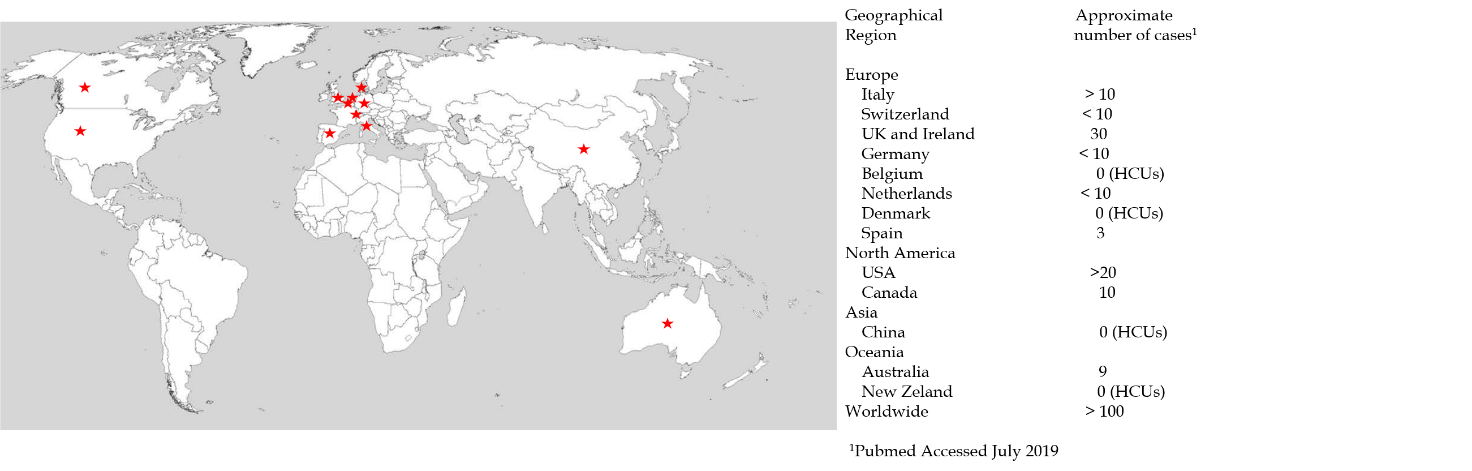 Geographical Approximate
Region number of cases¹
Europe
Italy > 10
Switzerland < 10
UK and Ireland 30
Germany < 10
Belgium 0 (HCUs)
Netherlands < 10
Denmark 0 (HCUs)
Spain 3
North America
USA >20
Canada 10
Asia
China 0 (HCUs)
Oceania
Australia 9
New Zeland 0 (HCUs)
Worldwide > 100
¹Pubmed Accessed July 2019